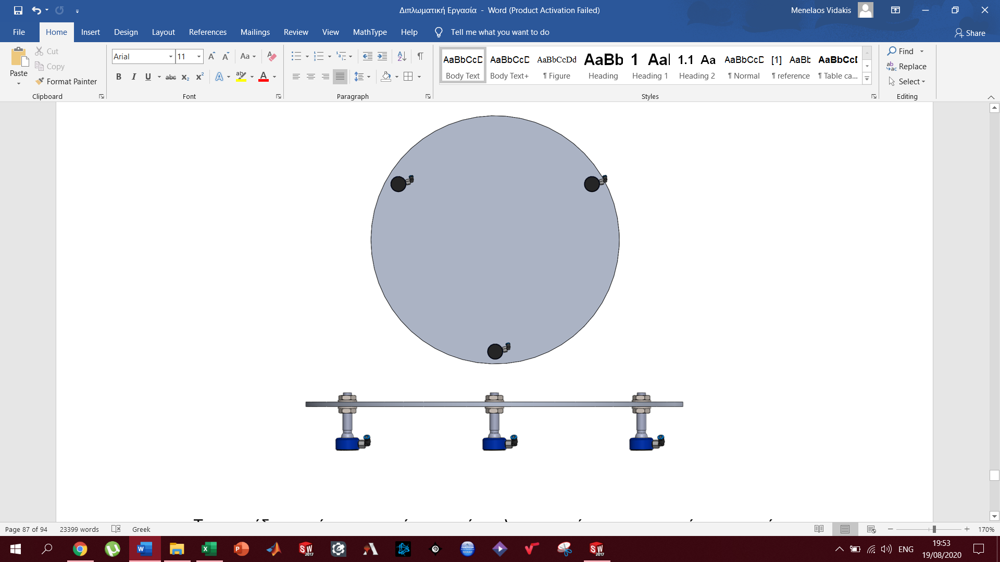 Διπλωματική Εργασία - Word (Product Activation Failed)
Menelaos Vidakis
File Home Insert Design Layout References Mailings Review View MathType Help Tell me what you want to do
Share
Paste
Cut
Copy
Format Painter
Clipboard
Arial 11
Font
Paragraph
AaBbCcD AaBbCcD AaBbCcDd AaBb 1 Aal 1.1 Aa AaBbCcD [1] AaBb AaBbCcI
Body Text Body Text+ ¶ Figure Heading Heading 1 Heading 2 ¶ Normal ¶ reference ¶ Table ca...
Styles
Find
Replace
Select
Editing
Page 87 of 94 23399 words Greek
170%
ENG
19:53
19/08/2020